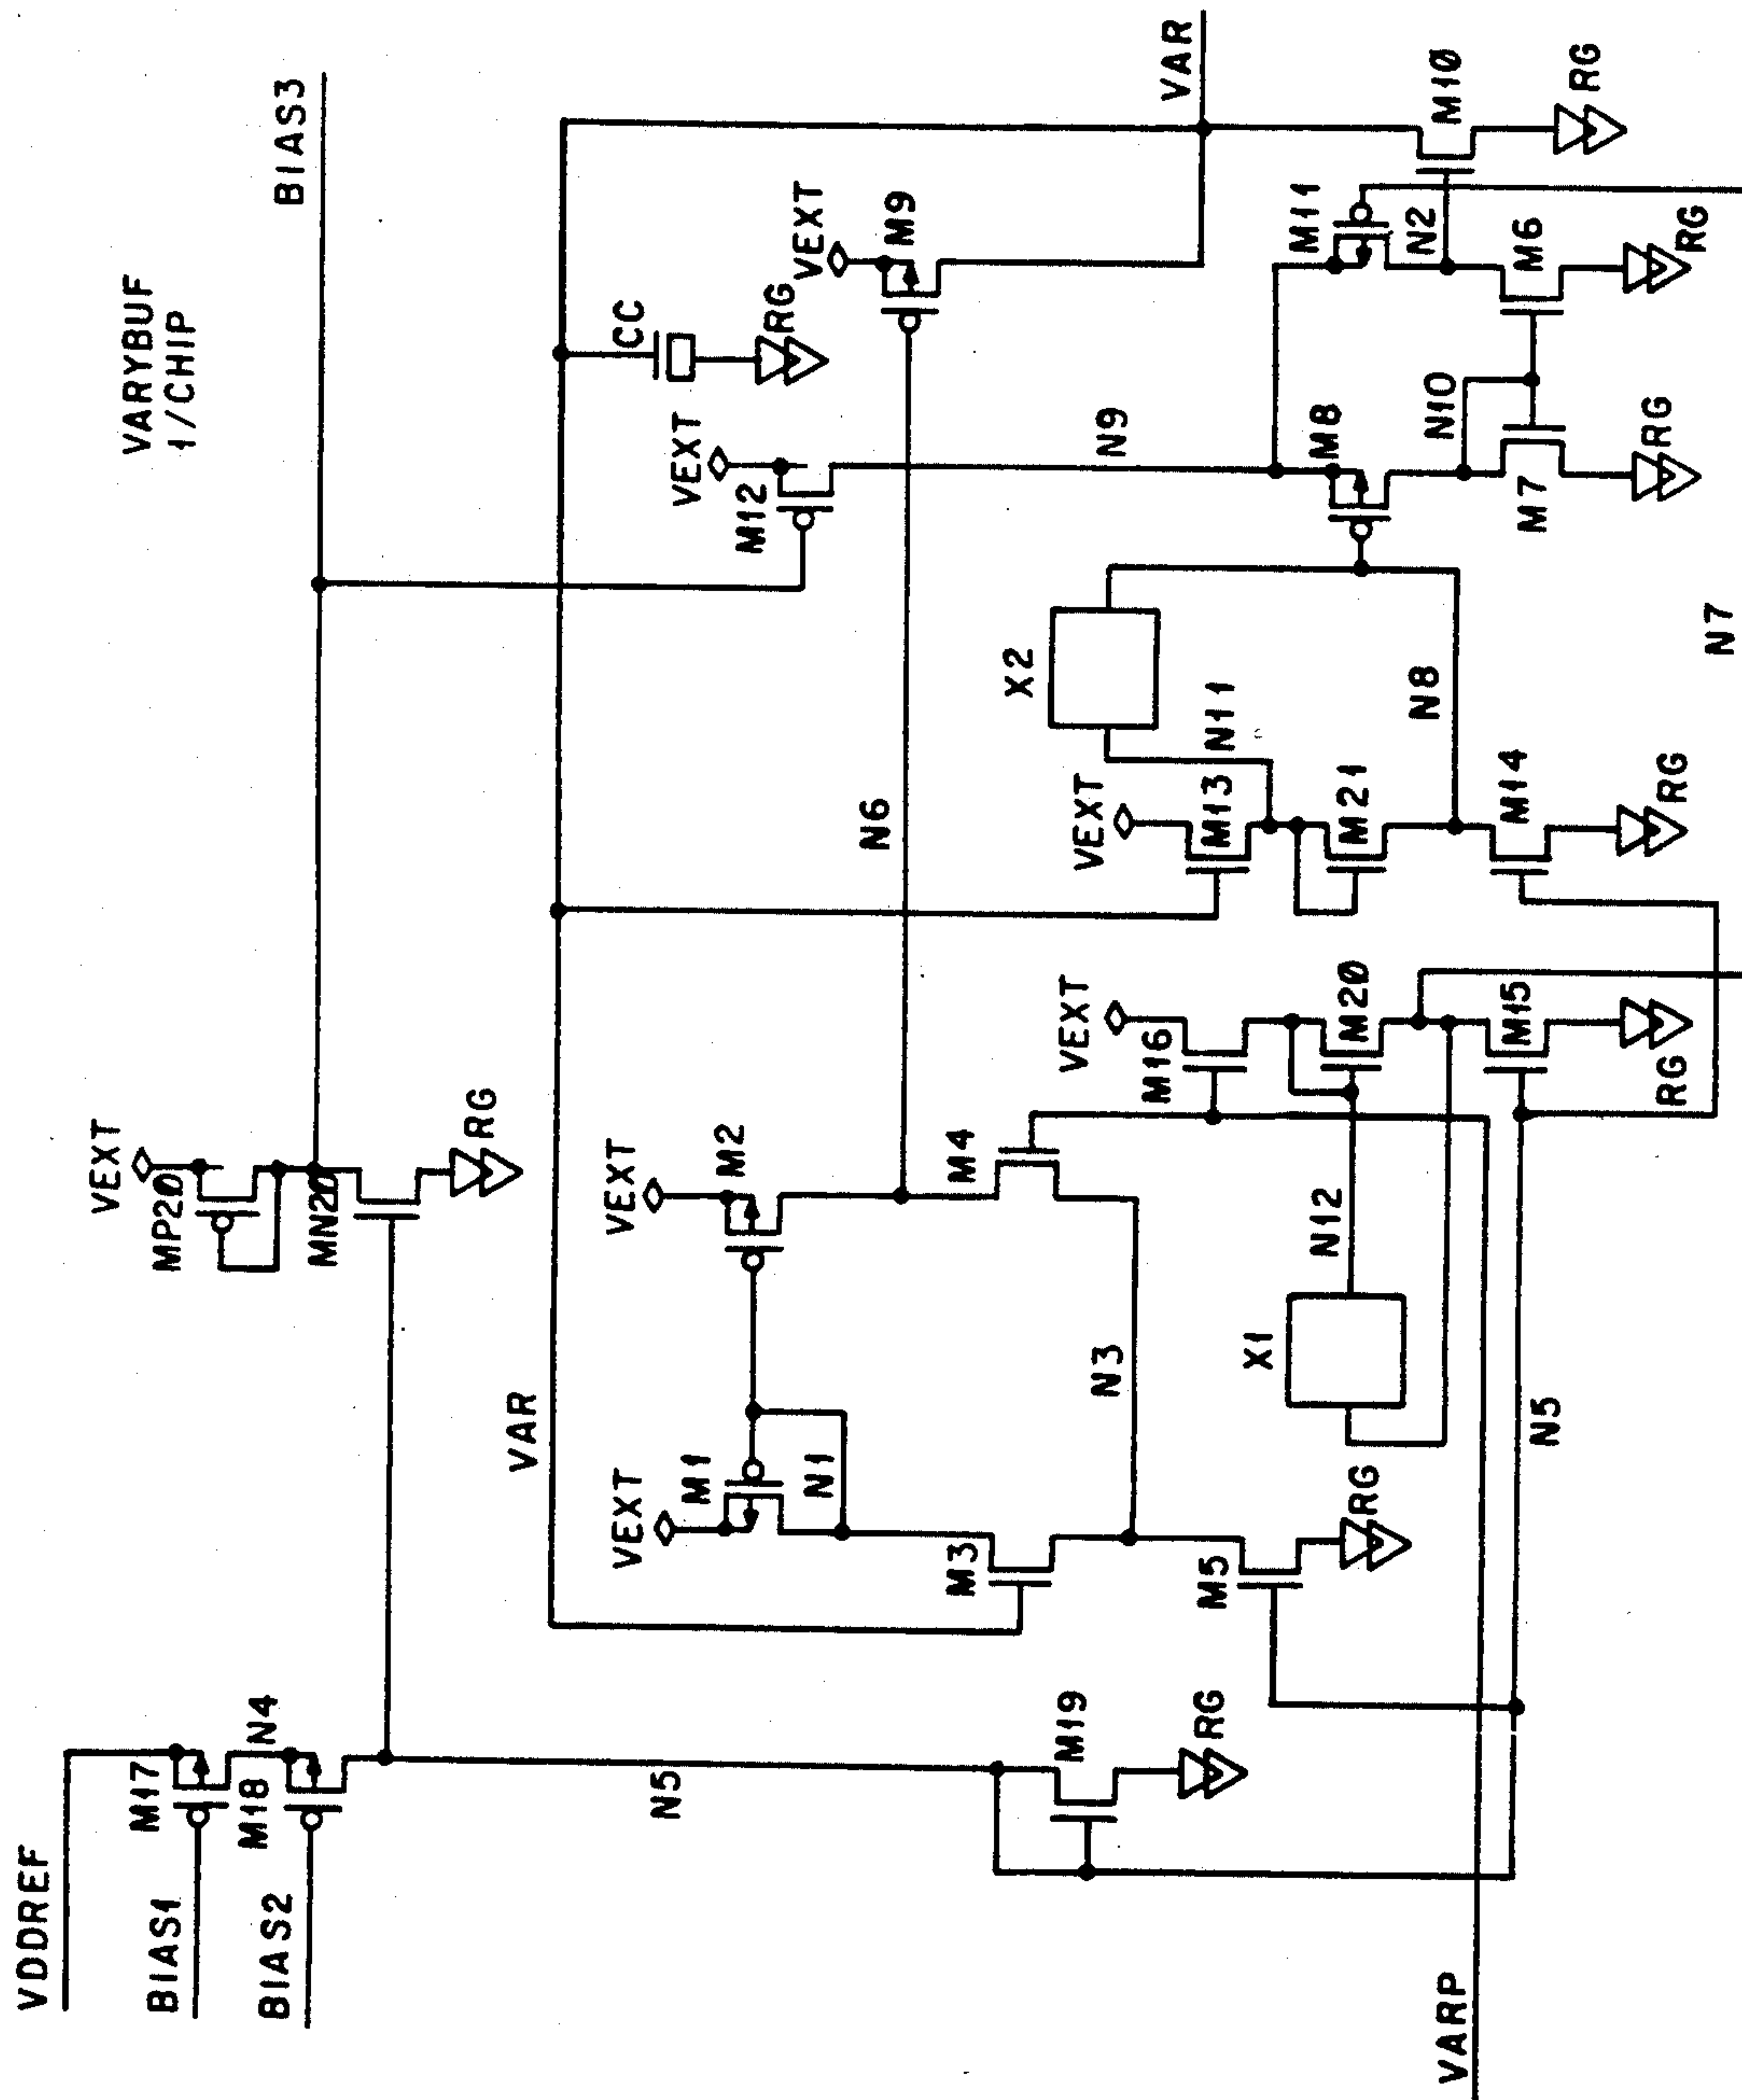 VARYBUF
1/CHIP
VDDREF
BIAS1
BIAS2
BIAS3
M17
N4
M18
VEXT
MP20
MN20
RG
VAR
VEXT
M1
N1
VEXT
M2
N6
VEXT
M12
CC
RG
VEXT
M9
VAR
N5
M19
RG
M3
M4
N3
M5
RG
X1
N12
VEXT
M16
M20
M15
RG
N5
VARP
VEXT
M13
N11
M21
M14
RG
X2
N8
N9
M8
N10
M7
RG
M11
N2
M6
RG
M10
RG
N7